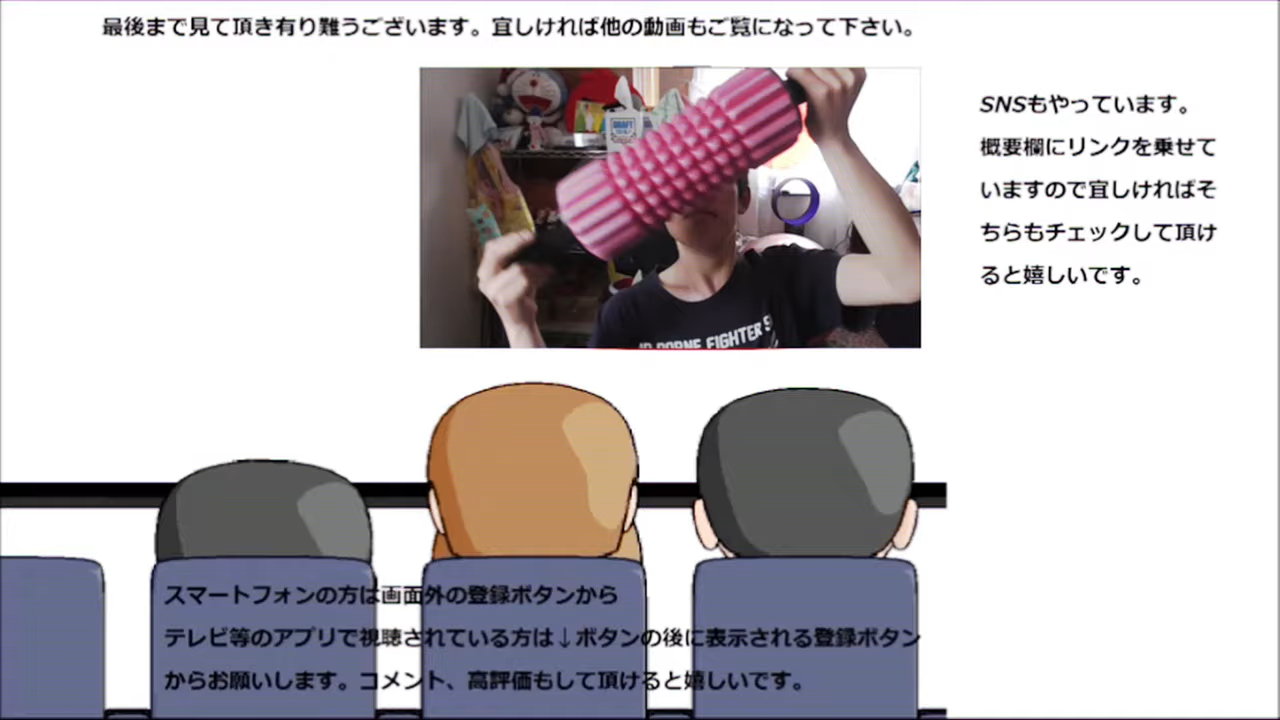 最後まで見て頂き有り難うございます。宜しければ他の動画もご覧になって下さい。
SNSもやっています。
概要欄にリンクを乗せて
いますので宜しければそ
ちらもチェックして頂け
ると嬉しいです。
DRAFT
FIGHTER
スマートフォンの方は画面外の登録ボタンから
テレビ等のアプリで視聴されている方は↓ボタンの後に表示される登録ボタン
からお願いします。コメント、高評価もして頂けると嬉しいです。